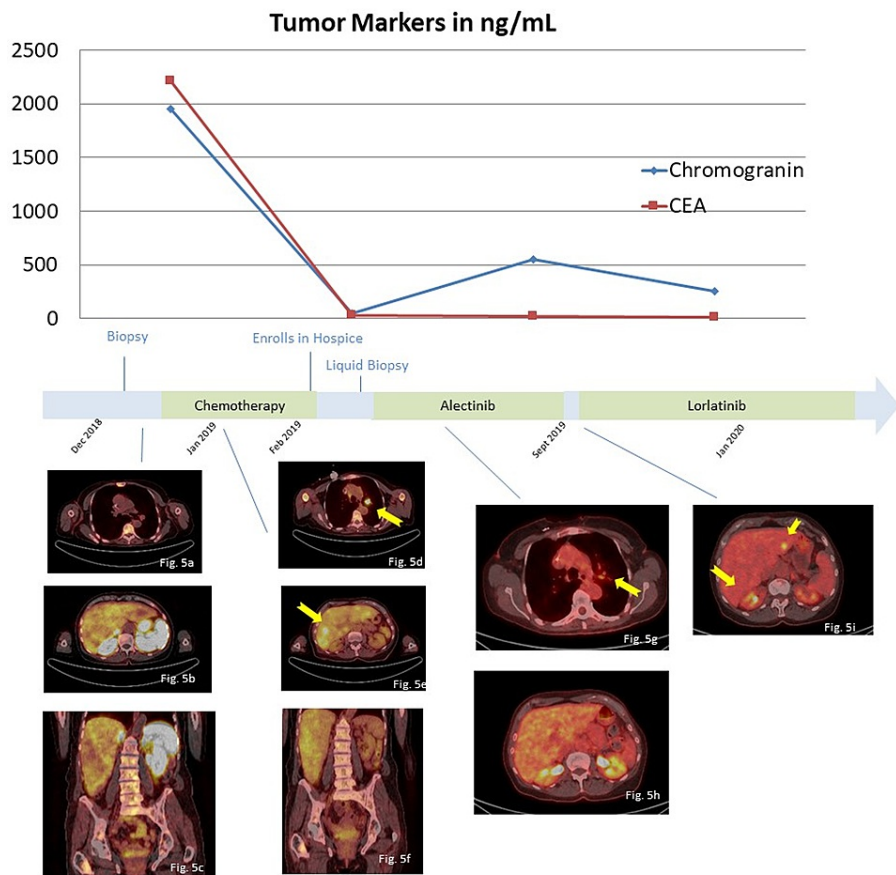 Tumor Markers in ng/mL
2500
2000
1500
1000
500
0
Chromogranin
CEA
Biopsy
Enrolls in Hospice
Liquid Biopsy
Chemotherapy
Alectinib
Lorlatinib
Dec 2018
Jan 2019
Feb 2019
Sept 2019
Jan 2020
Fig. 5a
Fig. 5d
Fig. 5g
Fig. 5i
Fig. 5b
Fig. 5e
Fig. 5h
Fig. 5c
Fig. 5f